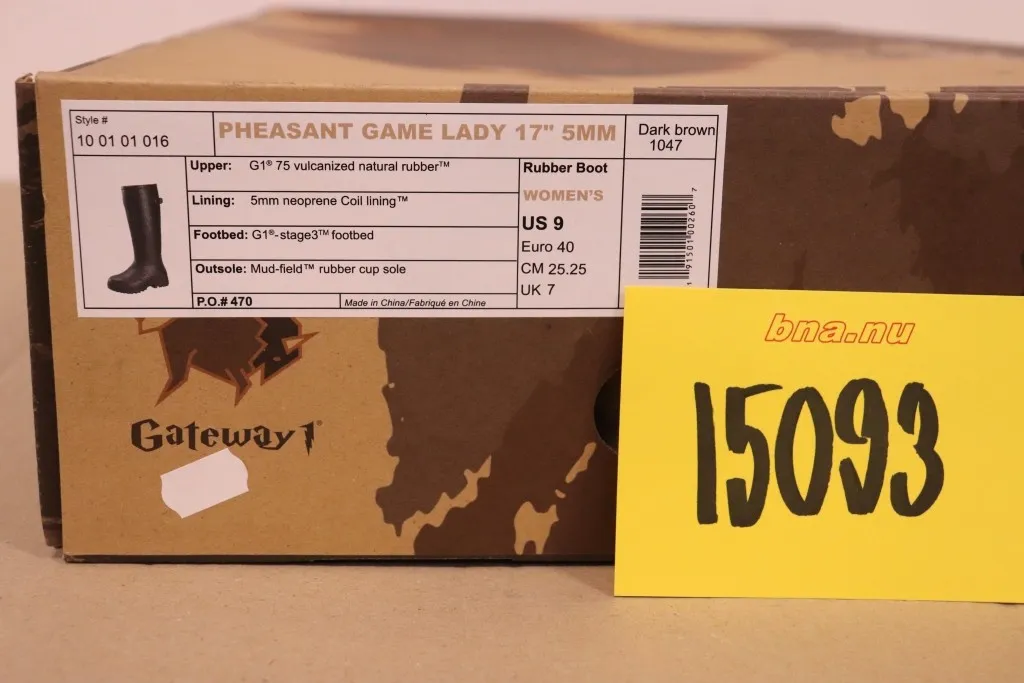 Style #
10 01 01 016
PHEASANT GAME LADY 17" 5MM
Dark brown
1047
Upper: G1® 75 vulcanized natural rubber™
Lining: 5mm neoprene Coil lining™
Footbed: G1®-stage3™ footbed
Outsole: Mud-field™ rubber cup sole
P.O.# 470
Made in China/Fabriqué en Chine
Rubber Boot
WOMEN'S
US 9
Euro 40
CM 25.25
UK 7
91501 00260 7
Gateway1®
bna.nu
15093